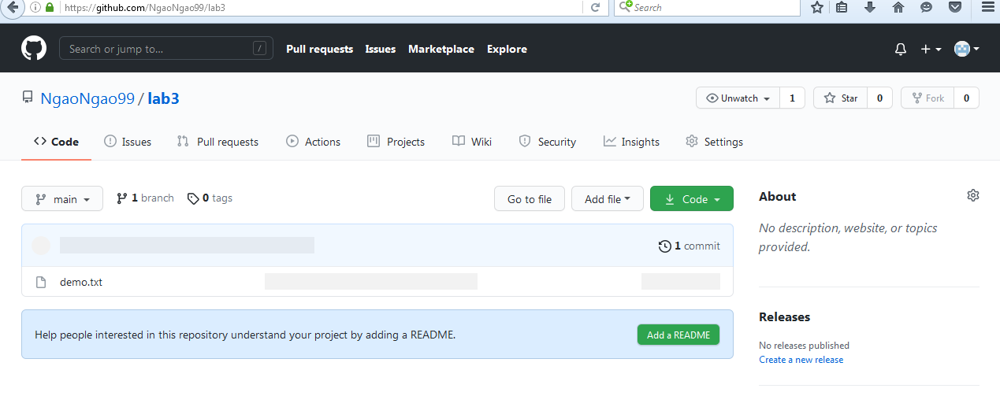 https://github.com/NgaoNgao99/lab3 Search
Search or jump to... / Pull requests Issues Marketplace Explore
NgaoNgao99 / lab3 Unwatch 1 Star 0 Fork 0
Code Issues Pull requests Actions Projects Wiki Security Insights Settings
main 1 branch 0 tags Go to file Add file Code
1 commit
demo.txt
Help people interested in this repository understand your project by adding a README. Add a README
About
No description, website, or topics
provided.
Releases
No releases published
Create a new release